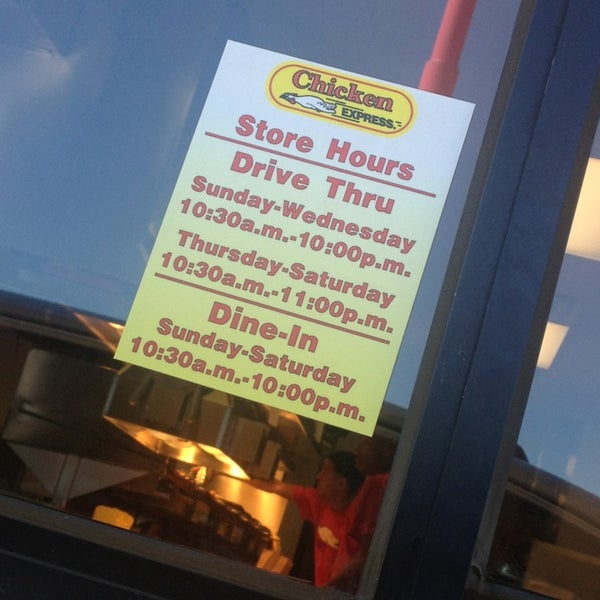 Chicken
EXPRESS
Store Hours
Drive Thru
Sunday-Wednesday
10:30a.m.-10:00p.m.
Thursday-Saturday
10:30a.m.-11:00p.m.
Dine-In
Sunday-Saturday
10:30a.m.-10:00p.m.